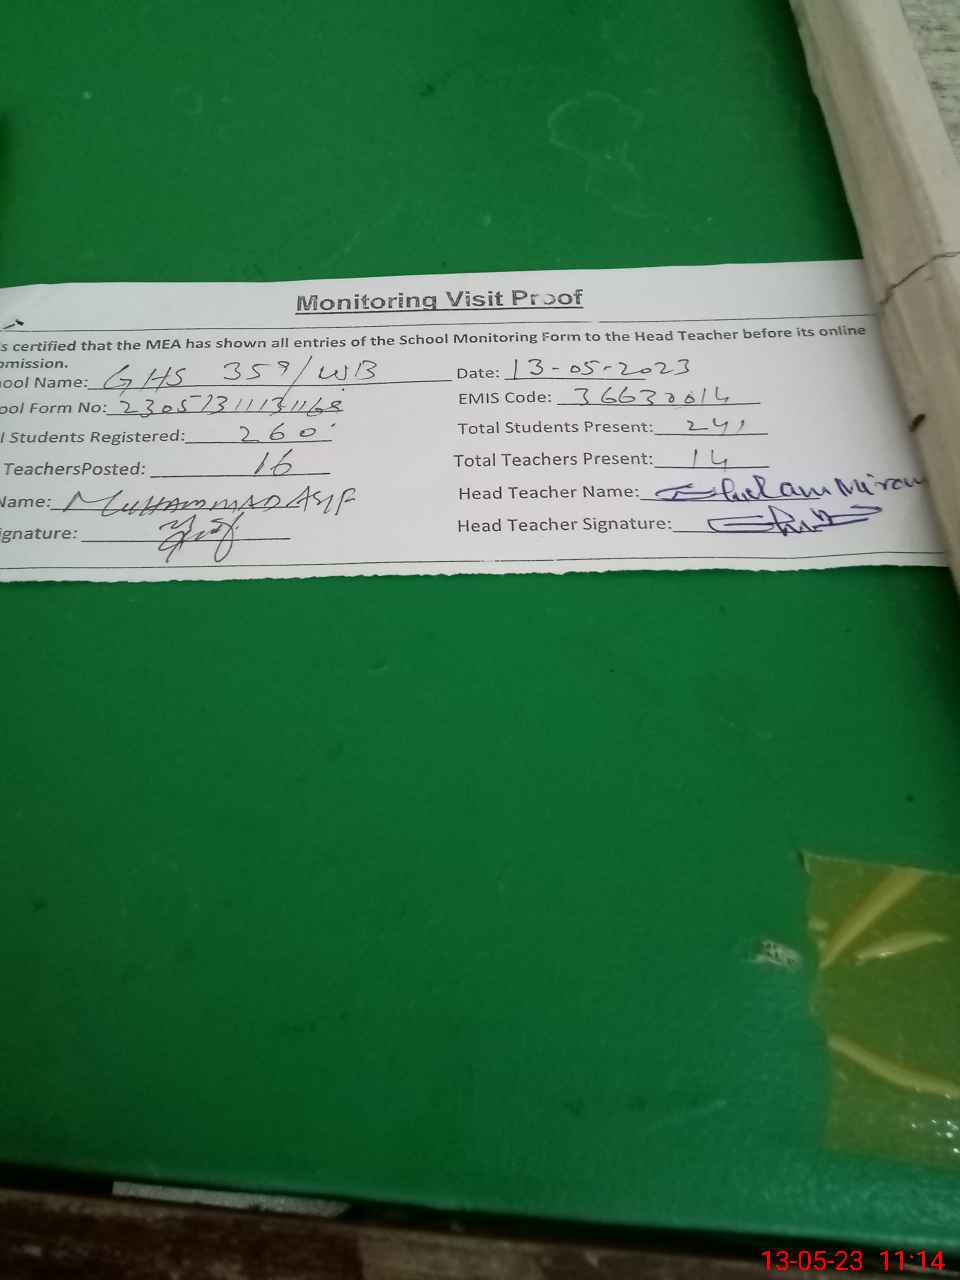 Monitoring Visit Proof
s certified that the MEA has shown all entries of the School Monitoring Form to the Head Teacher before its online
omission.
ool Name: GHS 359/WB Date: 13-05-2023
ool Form No: EMIS Code: 36630014
l Students Registered: 260 Total Students Present: 241
TeachersPosted: 16 Total Teachers Present: 14
Name: MUHAMMAD ASIF Head Teacher Name:
ignature: Head Teacher Signature:
13-05-23 11:14